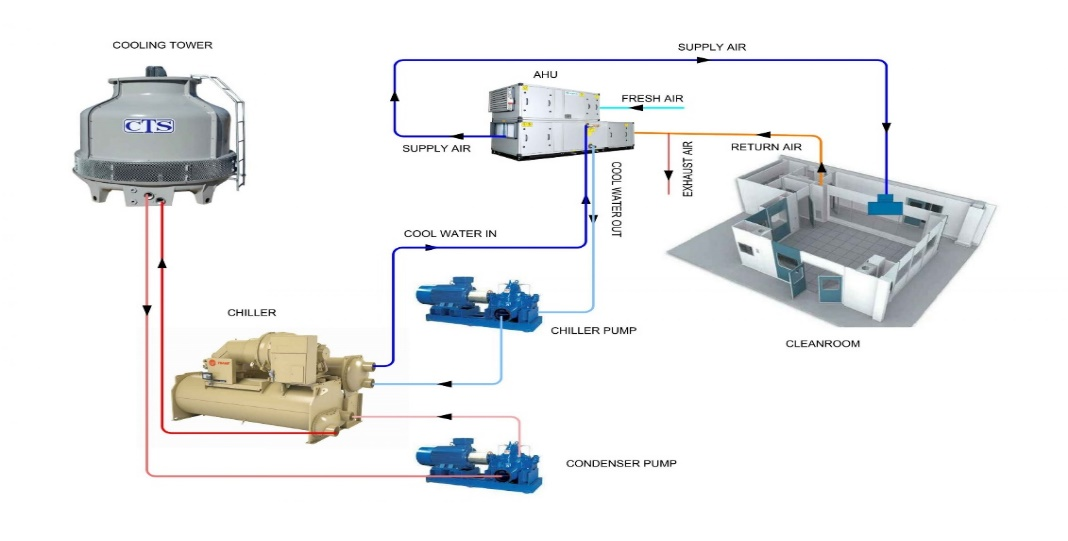 COOLING TOWER
SUPPLY AIR
AHU
FRESH AIR
CTS
SUPPLY AIR
RETURN AIR
EXHAUST AIR
COOL WATER OUT
COOL WATER IN
CHILLER
CHILLER PUMP
CLEANROOM
CONDENSER PUMP